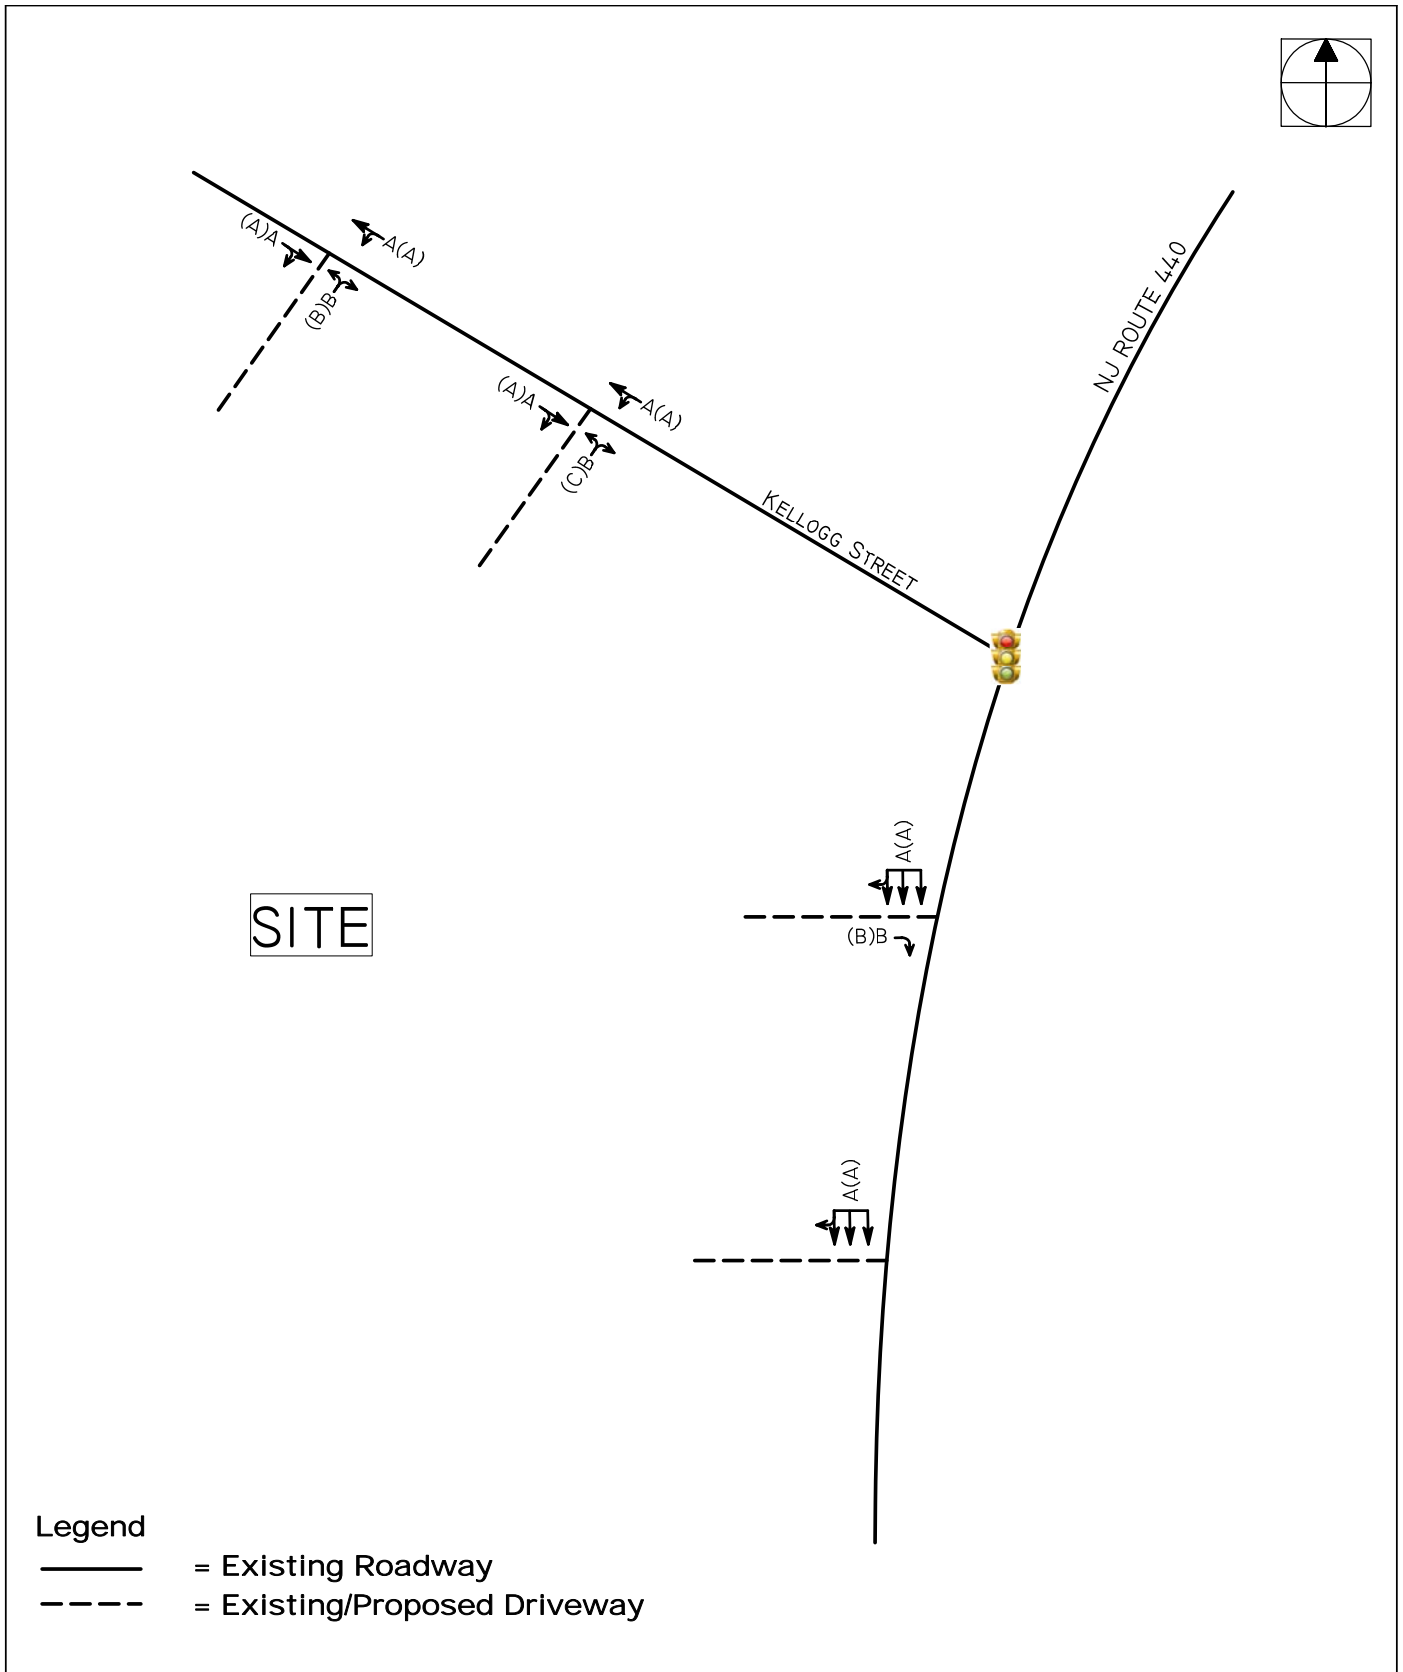 (A)A
A(A)
(B)B
(A)A
A(A)
(C)B
NJ ROUTE 440
KELLOGG STREET
A(A)
(B)B
SITE
A(A)
Legend
= Existing Roadway
= Existing/Proposed Driveway